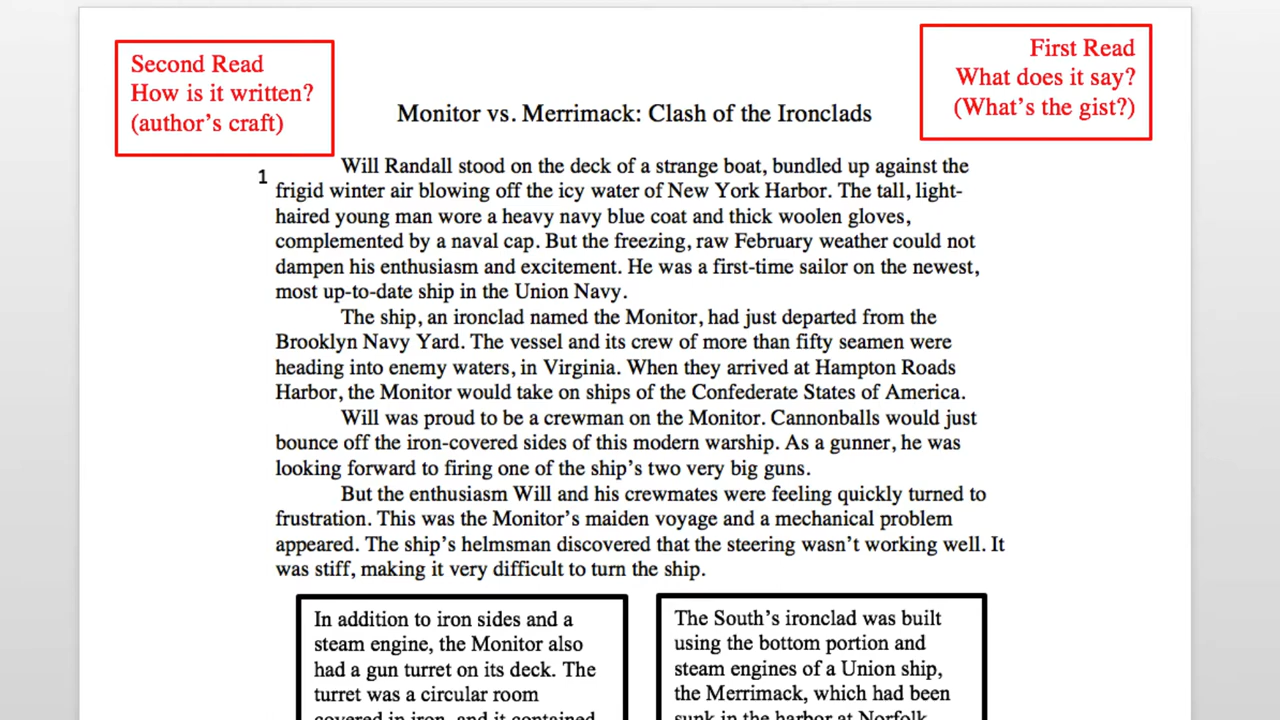 Second Read
How is it written?
(author's craft)
First Read
What does it say?
(What's the gist?)
Monitor vs. Merrimack: Clash of the Ironclads
1
Will Randall stood on the deck of a strange boat, bundled up against the
frigid winter air blowing off the icy water of New York Harbor. The tall, light-
haired young man wore a heavy navy blue coat and thick woolen gloves,
complemented by a naval cap. But the freezing, raw February weather could not
dampen his enthusiasm and excitement. He was a first-time sailor on the newest,
most up-to-date ship in the Union Navy.
The ship, an ironclad named the Monitor, had just departed from the
Brooklyn Navy Yard. The vessel and its crew of more than fifty seamen were
heading into enemy waters, in Virginia. When they arrived at Hampton Roads
Harbor, the Monitor would take on ships of the Confederate States of America.
Will was proud to be a crewman on the Monitor. Cannonballs would just
bounce off the iron-covered sides of this modern warship. As a gunner, he was
looking forward to firing one of the ship's two very big guns.
But the enthusiasm Will and his crewmates were feeling quickly turned to
frustration. This was the Monitor's maiden voyage and a mechanical problem
appeared. The ship's helmsman discovered that the steering wasn't working well. It
was stiff, making it very difficult to turn the ship.
In addition to iron sides and a
steam engine, the Monitor also
had a gun turret on its deck. The
turret was a circular room
covered in iron, and it contained
The South's ironclad was built
using the bottom portion and
steam engines of a Union ship,
the Merrimack, which had been
sunk in the harbor at Norfolk